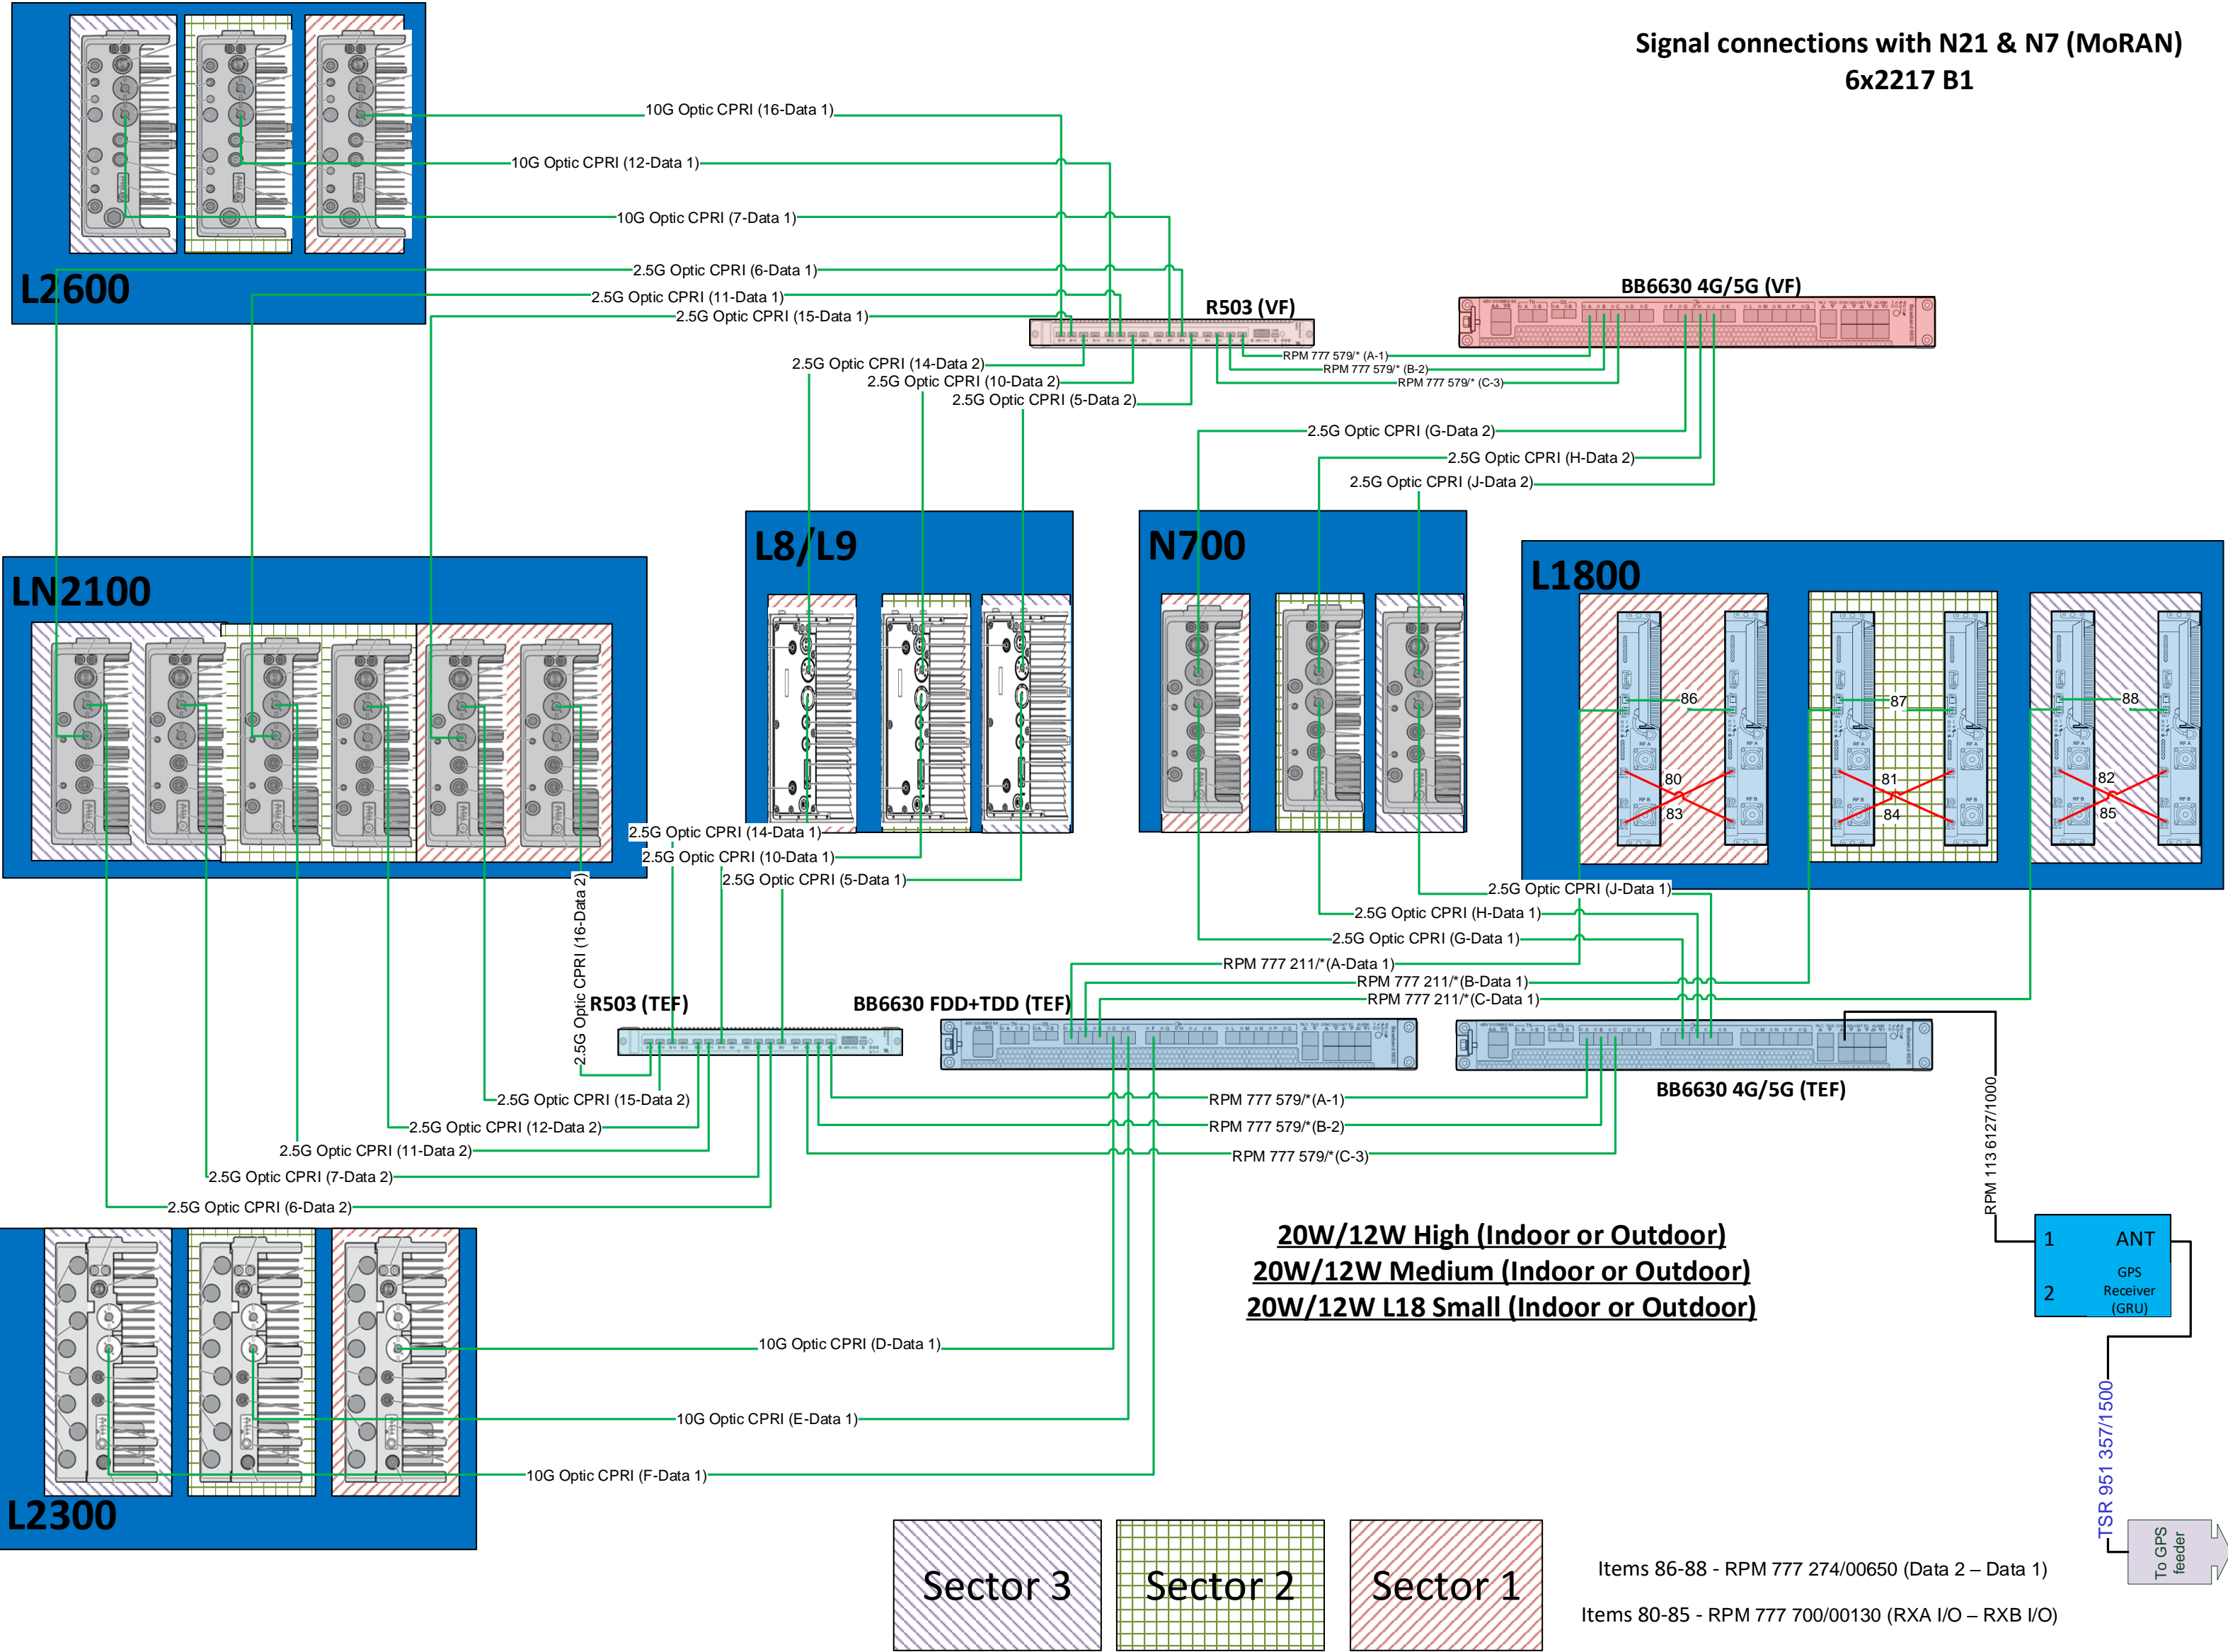 Signal connections with N21 & N7 (MoRAN)
6x2217 B1
10G Optic CPRI (16-Data 1)
10G Optic CPRI (12-Data 1)
10G Optic CPRI (7-Data 1)
2.5G Optic CPRI (6-Data 1)
2.5G Optic CPRI (11-Data 1)
2.5G Optic CPRI (15-Data 1)
L2600
R503 (VF)
BB6630 4G/5G (VF)
RPM 777 579/* (A-1)
RPM 777 579/* (B-2)
RPM 777 579/* (C-3)
2.5G Optic CPRI (14-Data 2)
2.5G Optic CPRI (10-Data 2)
2.5G Optic CPRI (5-Data 2)
2.5G Optic CPRI (G-Data 2)
2.5G Optic CPRI (H-Data 2)
2.5G Optic CPRI (J-Data 2)
LN2100
L8/L9
N700
L1800
86
87
88
RF A
RF A
RF A
RF A
RF A
RF A
80
81
82
RF B
RF B
RF B
RF B
RF B
RF B
83
84
85
2.5G Optic CPRI (14-Data 1)
2.5G Optic CPRI (10-Data 1)
2.5G Optic CPRI (5-Data 1)
2.5G Optic CPRI (16-Data 2)
2.5G Optic CPRI (J-Data 1)
2.5G Optic CPRI (H-Data 1)
2.5G Optic CPRI (G-Data 1)
RPM 777 211/*(A-Data 1)
RPM 777 211/*(B-Data 1)
RPM 777 211/*(C-Data 1)
R503 (TEF)
BB6630 FDD+TDD (TEF)
BB6630 4G/5G (TEF)
2.5G Optic CPRI (15-Data 2)
2.5G Optic CPRI (12-Data 2)
2.5G Optic CPRI (11-Data 2)
2.5G Optic CPRI (7-Data 2)
2.5G Optic CPRI (6-Data 2)
RPM 777 579/*(A-1)
RPM 777 579/*(B-2)
RPM 777 579/*(C-3)
RPM 113 6127/1000
20W/12W High (Indoor or Outdoor)
20W/12W Medium (Indoor or Outdoor)
20W/12W L18 Small (Indoor or Outdoor)
1
ANT
2
GPS
Receiver
(GRU)
10G Optic CPRI (D-Data 1)
10G Optic CPRI (E-Data 1)
10G Optic CPRI (F-Data 1)
L2300
TSR 951 357/1500
To GPS
feeder
Sector 3
Sector 2
Sector 1
Items 86-88 - RPM 777 274/00650 (Data 2 – Data 1)
Items 80-85 - RPM 777 700/00130 (RXA I/O – RXB I/O)